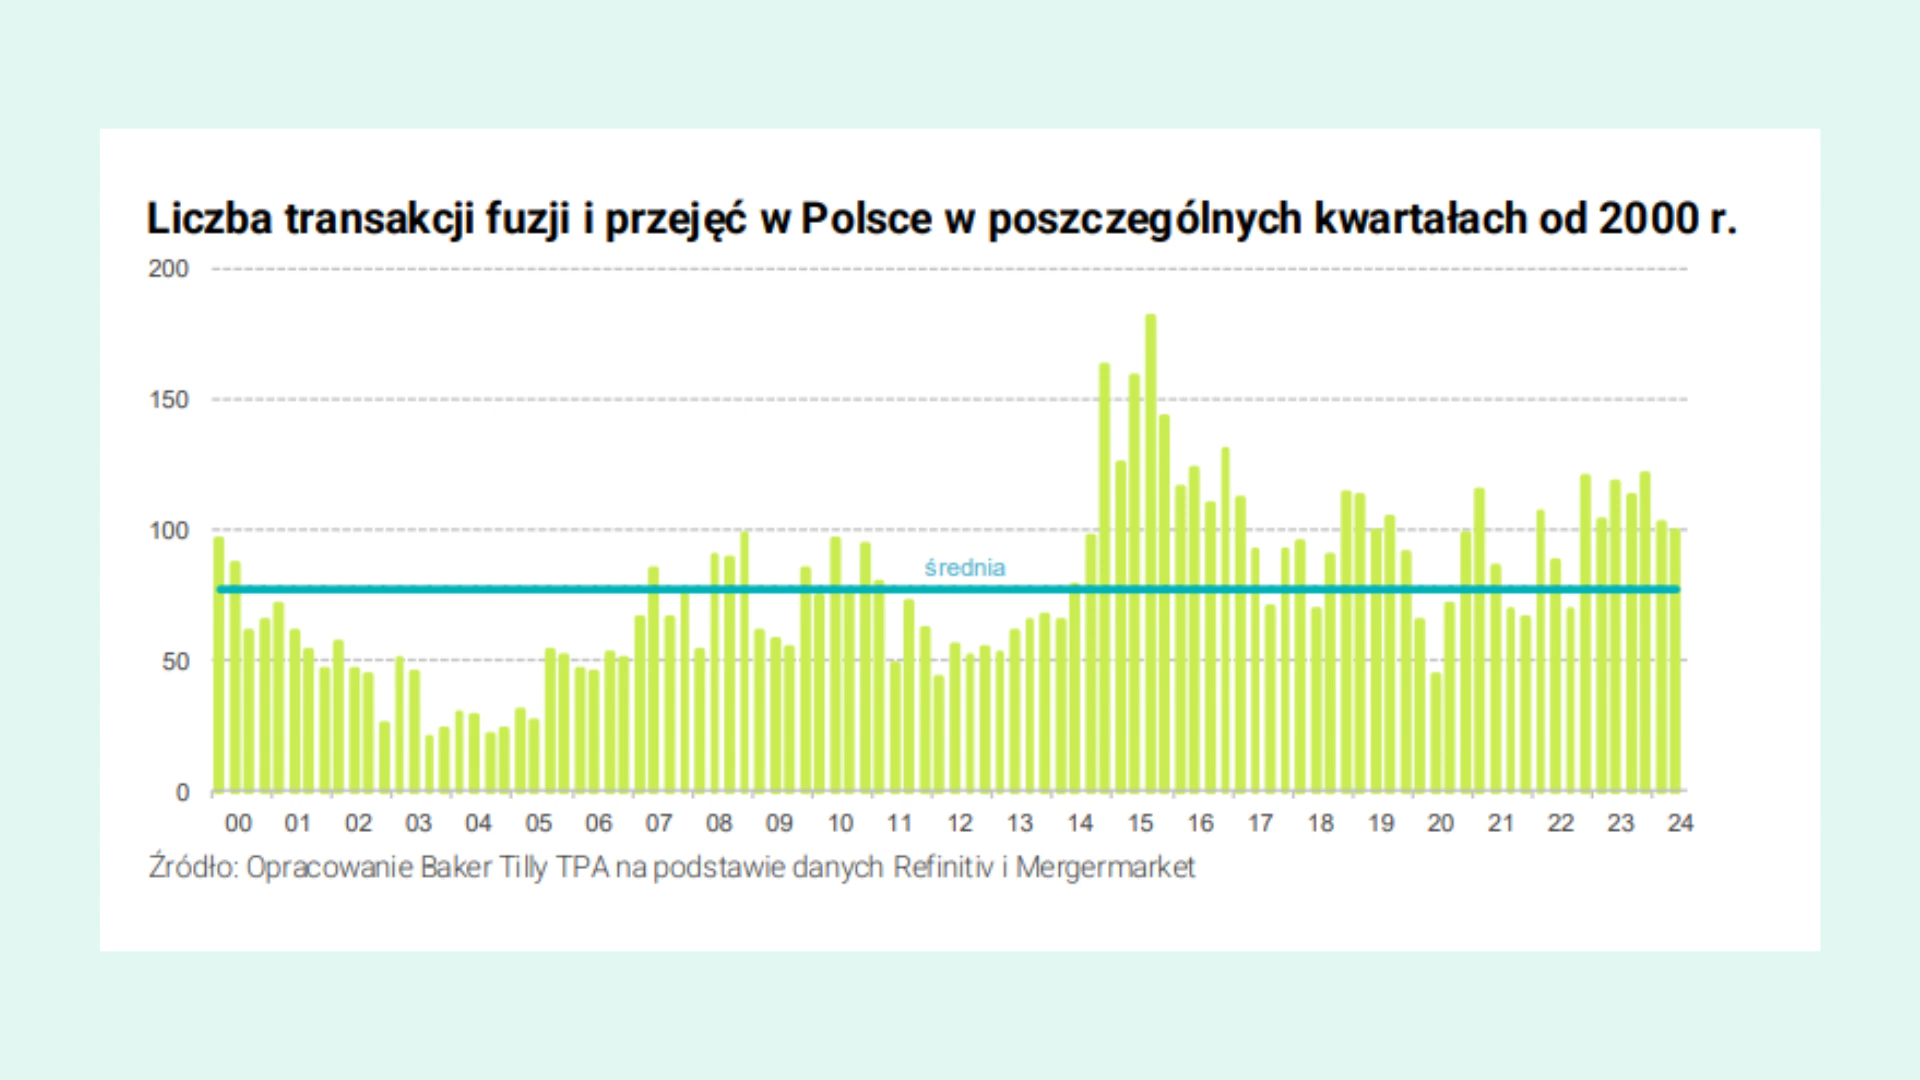 Liczba transakcji fuzji i przejęć w Polsce w poszczególnych kwartałach od 2000 r.
200
150
100
średnia
50
0
00 01 02 03 04 05 06 07 08 09 10 11 12 13 14 15 16 17 18 19 20 21 22 23 24
Źródło: Opracowanie Baker Tilly TPA na podstawie danych Refinitiv i Mergermarket